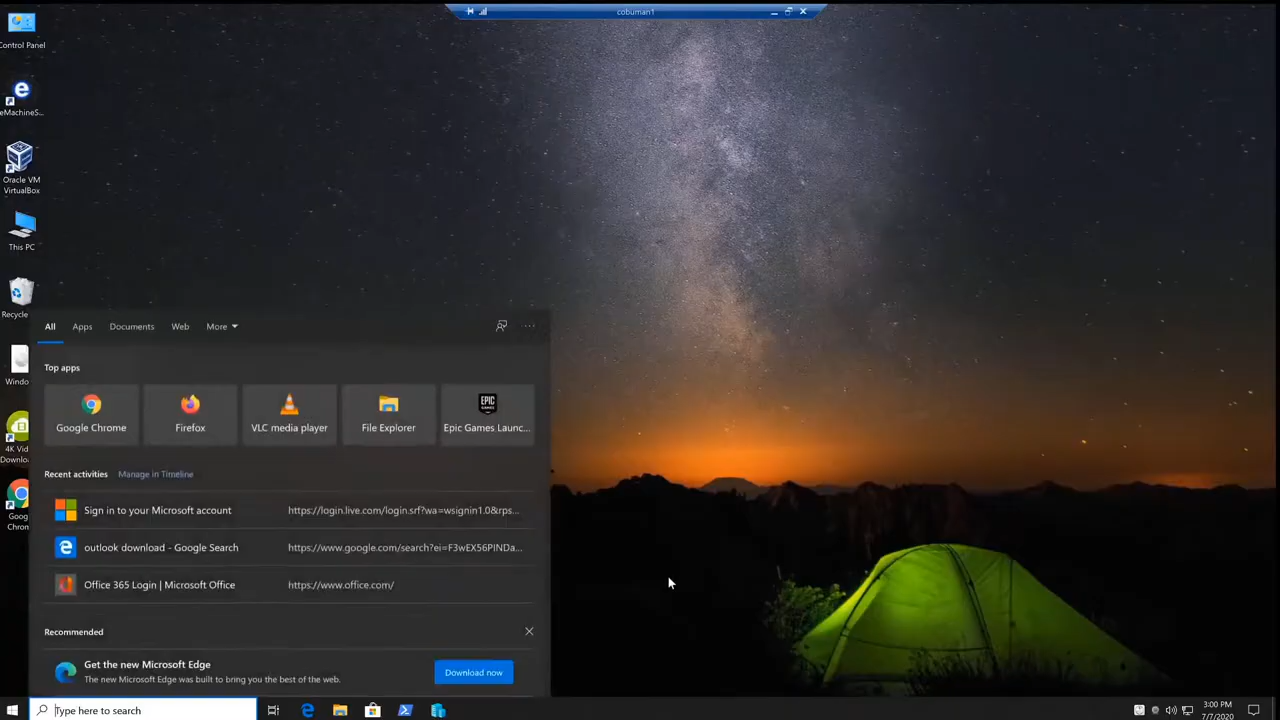 cobuman1
Control Panel
eMachineS...
Oracle VM
VirtualBox
This PC
Recycle
Windo
4K Vid
Downlo
Goog
Chro
All
Apps
Documents
Web
More
Top apps
Google Chrome
Firefox
VLC media player
File Explorer
EPIC
GAMES
Epic Games Launc...
Recent activities
Manage in Timeline
Sign in to your Microsoft account
https://login.live.com/login.srf?wa=wsignin1.0&rps...
outlook download - Google Search
https://www.google.com/search?ei=F3wEX56PINDa...
Office 365 Login | Microsoft Office
https://www.office.com/
Recommended
Get the new Microsoft Edge
The new Microsoft Edge was built to bring you the best of the web.
Download now
Type here to search
3:00 PM
7/7/2020